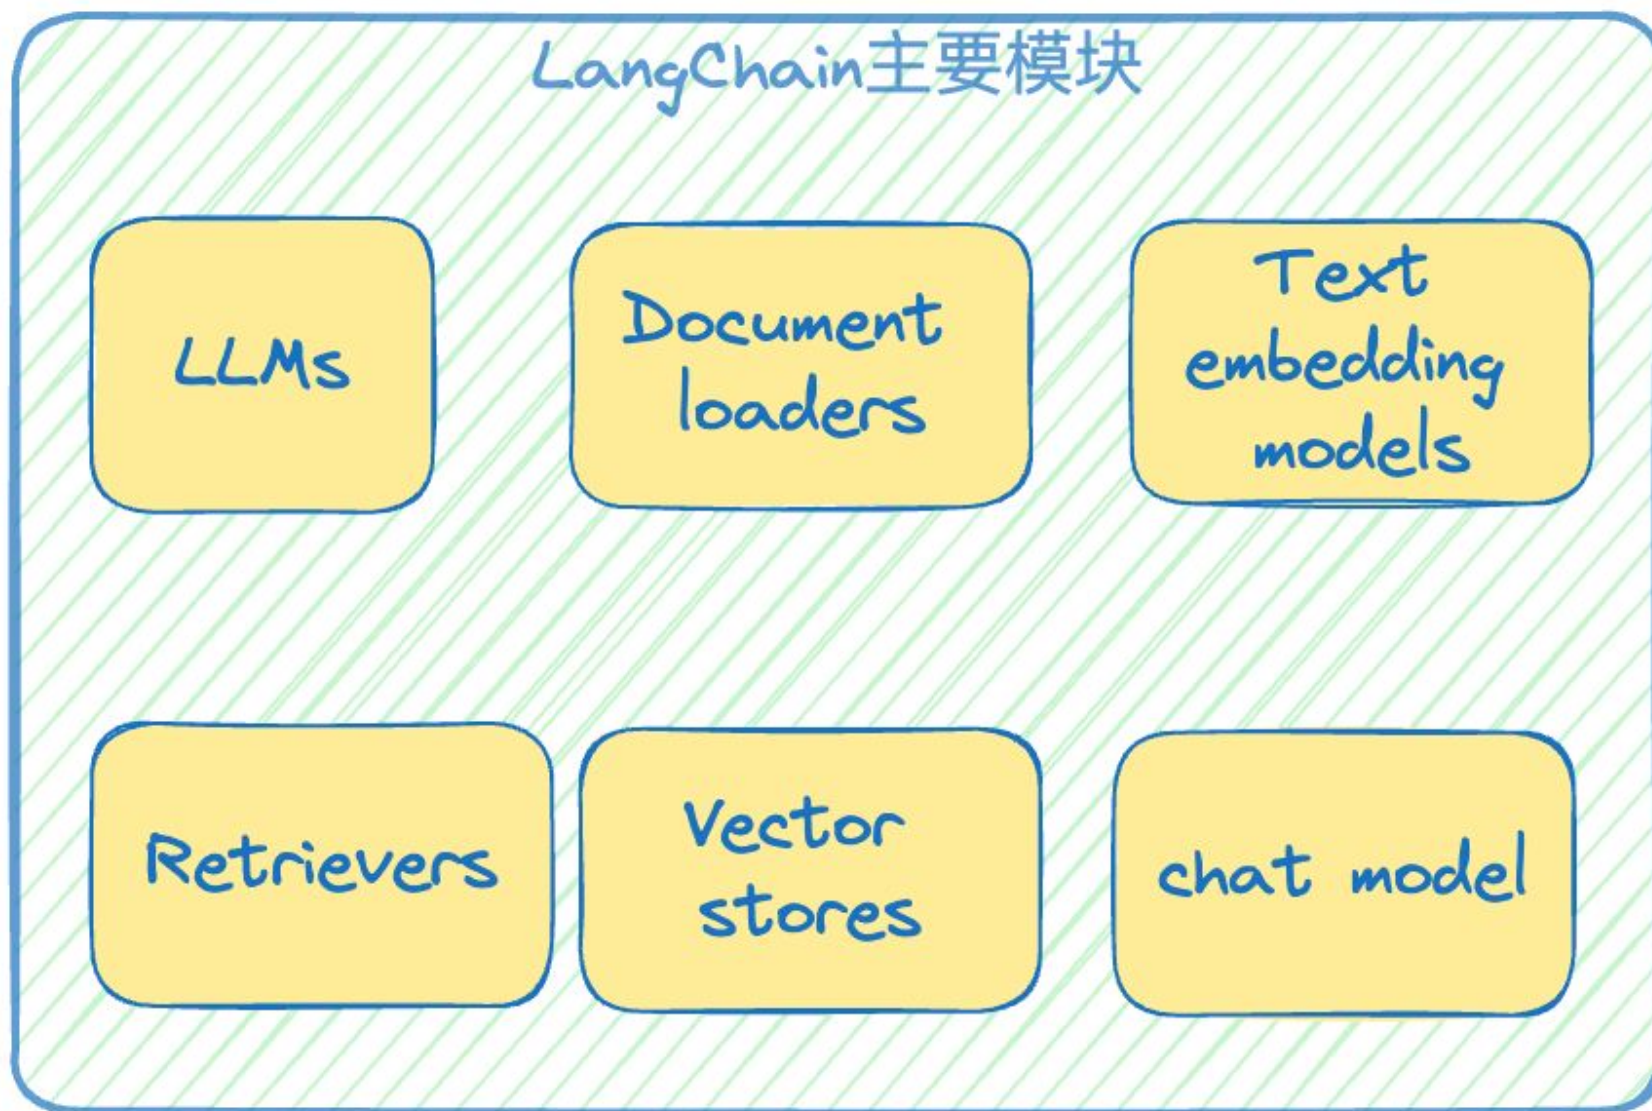 LangChain主要模块
LLMs
Document
loaders
Text
embedding
models
Retrievers
Vector
stores
chat model